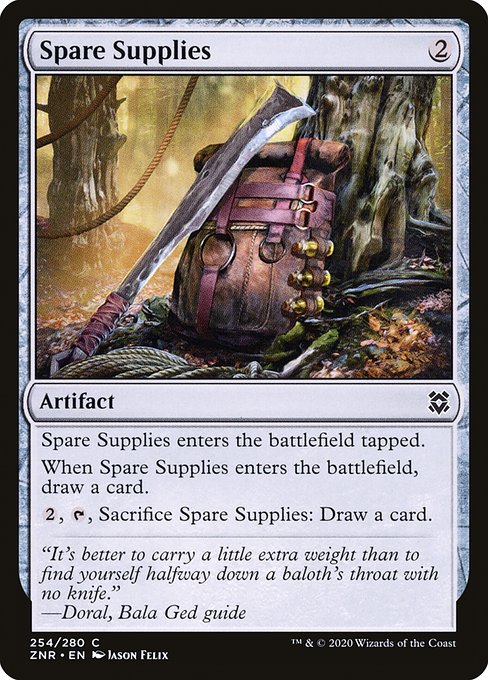 Spare Supplies 2
Artifact
Spare Supplies enters the battlefield tapped.
When Spare Supplies enters the battlefield,
draw a card.
2, , Sacrifice Spare Supplies: Draw a card.
“It’s better to carry a little extra weight than to
find yourself halfway down a baloth’s throat with
no knife.”
—Doral, Bala Ged guide
254/280 C
ZNR • EN Jason Felix
™ & © 2020 Wizards of the Coast